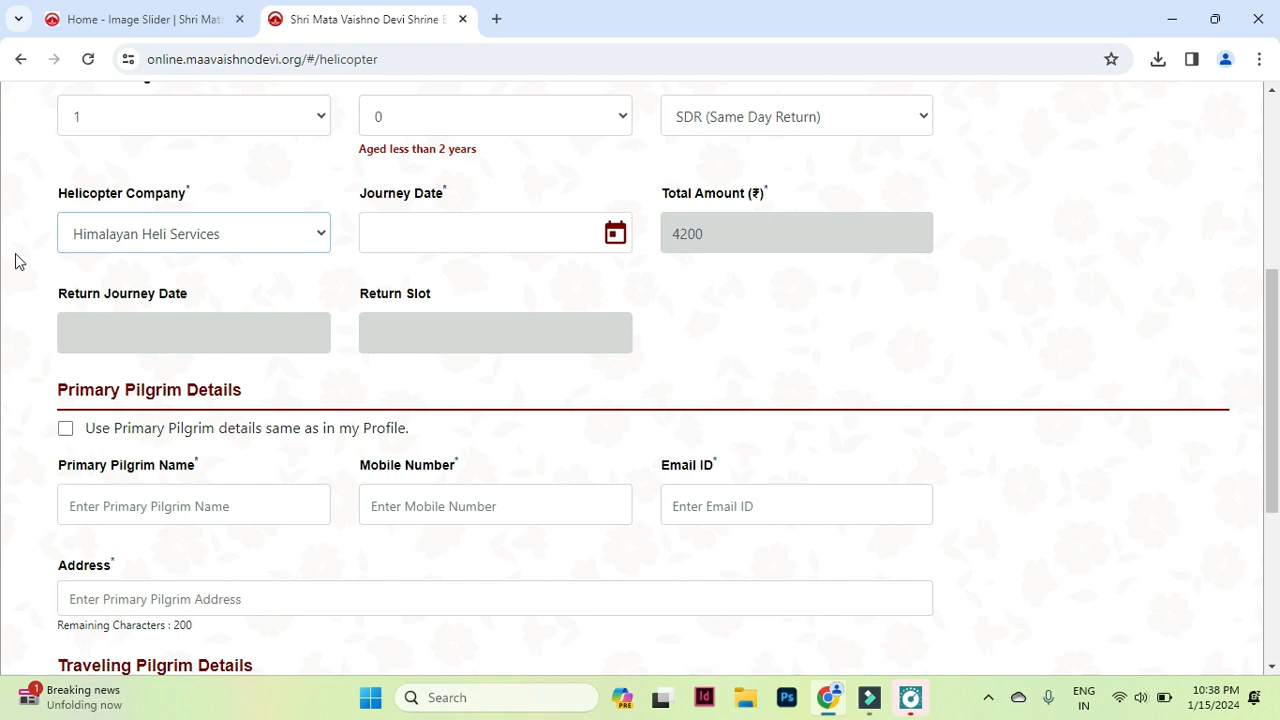 Home - Image Slider | Shri Mat
Shri Mata Vaishno Devi Shrine E
online.maavaishnodevi.org/#/helicopter
1
0
SDR (Same Day Return)
Aged less than 2 years
Helicopter Company*
Journey Date*
Total Amount (₹)*
Himalayan Heli Services
4200
Return Journey Date
Return Slot
Primary Pilgrim Details
Use Primary Pilgrim details same as in my Profile.
Primary Pilgrim Name*
Mobile Number*
Email ID*
Enter Primary Pilgrim Name
Enter Mobile Number
Enter Email ID
Address*
Enter Primary Pilgrim Address
Remaining Characters : 200
Traveling Pilgrim Details
1
Breaking news
Unfolding now
Search
PRE
Id
Ps
ENG
IN
10:38 PM
1/15/2024